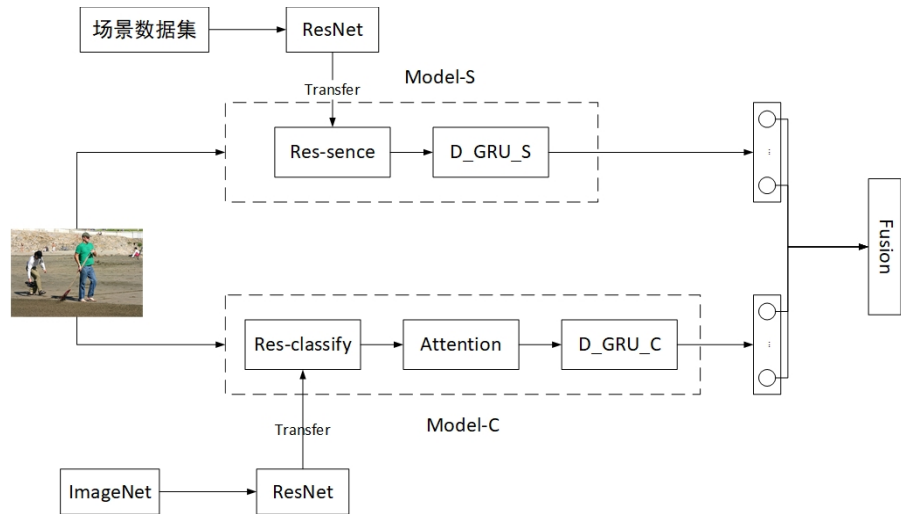 场景数据集
ResNet
Transfer
Model-S
Res-sence
D_GRU_S
Fusion
Res-classify
Attention
D_GRU_C
Model-C
Transfer
ImageNet
ResNet